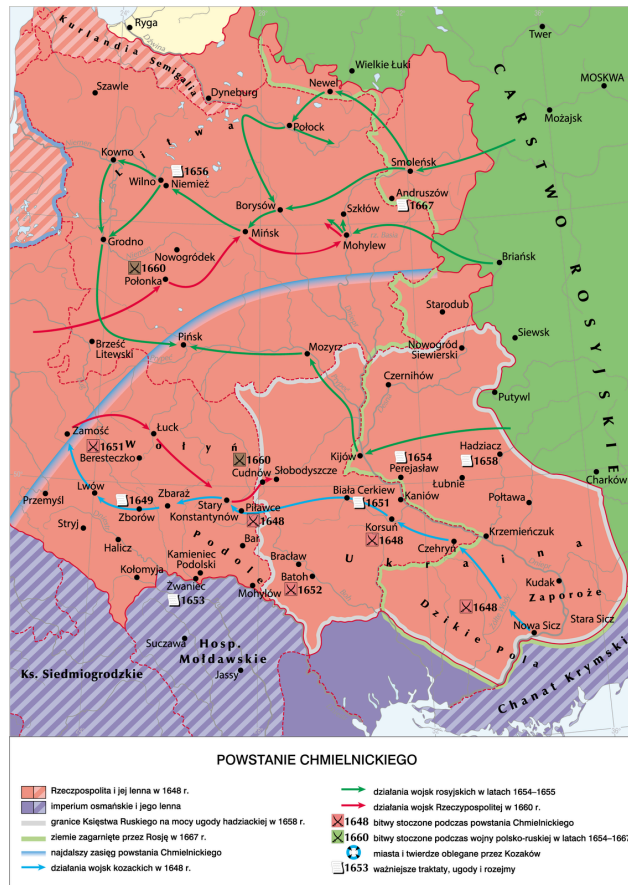 Ryga
Dźwina
Twer
Kurlandia
Semigalia
Wielkie Łuki
Newel
MOSKWA
Szawle
Dyneburg
Możajsk
CARSTWO ROSYJSKIE
Połock
Litwa
Kowno
1656
Wilno
Niemież
Smoleńsk
Andruszów
1667
Borysów
Szkłów
Mińsk
Mohylew
Grodno
Nowogródek
1660
Połonka
Briańsk
Starodub
Brześć
Litewski
Pińsk
Mozyrz
Nowogród
Siewierski
Siewsk
Czernihów
Putywl
Zamość
Łuck
1651
Wołyń
Beresteczko
1660
Cudnów
Słobodyszcze
Kijów
1654
Perejasław
Hadziacz
1658
Charków
Przemyśl
Lwów
1649
Zbaraż
Zborów
Stary
Konstantynów
Piławce
1648
Biała Cerkiew
1651
Kaniów
Łubnie
Połtawa
Stryj
Halicz
Bar
Korsuń
1648
Czehryń
Krzemieńczuk
Ukraina
Podole
Kamieniec
Podolski
Kołomyja
Bracław
Batoh
1652
Żwaniec
1653
Mohylów
Kudak
Zaporoże
1648
Dzikie Pola
Nowa Sicz
Stara Sicz
Suczawa
Hosp.
Mołdawskie
Ks. Siedmiogrodzkie
Jassy
Chanat Krymski
POWSTANIE CHMIELNICKIEGO
Rzeczpospolita i jej lenna w 1648 r.
imperium osmańskie i jego lenna
granice Księstwa Ruskiego na mocy ugody hadziackiej w 1658 r.
ziemie zagarnięte przez Rosję w 1667 r.
najdalszy zasięg powstania Chmielnickiego
działania wojsk kozackich w 1648 r.
działania wojsk rosyjskich w latach 1654–1655
działania wojsk Rzeczypospolitej w 1660 r.
1648 bitwy stoczone podczas powstania Chmielnickiego
1660 bitwy stoczone podczas wojny polsko-ruskiej w latach 1654–1667
miasta i twierdze oblegane przez Kozaków
1653 ważniejsze traktaty, ugody i rozejmy